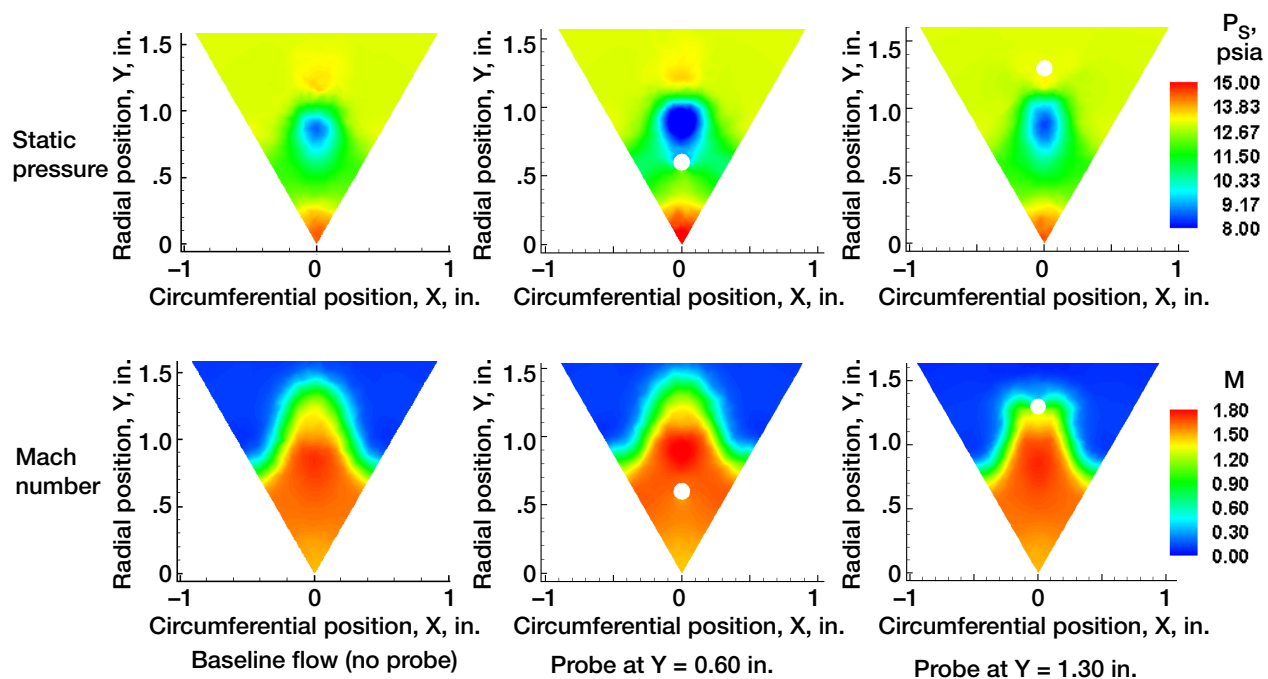 Static
pressure
Radial position, Y, in.
1.5
1.0
.5
0
−1
0
1
Circumferential position, X, in.
Radial position, Y, in.
1.5
1.0
.5
0
−1
0
1
Circumferential position, X, in.
Radial position, Y, in.
1.5
1.0
.5
0
−1
0
1
Circumferential position, X, in.
PS,
psia
15.00
13.83
12.67
11.50
10.33
9.17
8.00
Mach
number
Radial position, Y, in.
1.5
1.0
.5
0
−1
0
1
Circumferential position, X, in.
Baseline flow (no probe)
Radial position, Y, in.
1.5
1.0
.5
0
−1
0
1
Circumferential position, X, in.
Probe at Y = 0.60 in.
Radial position, Y, in.
1.5
1.0
.5
0
−1
0
1
Circumferential position, X, in.
Probe at Y = 1.30 in.
M
1.80
1.50
1.20
0.90
0.60
0.30
0.00